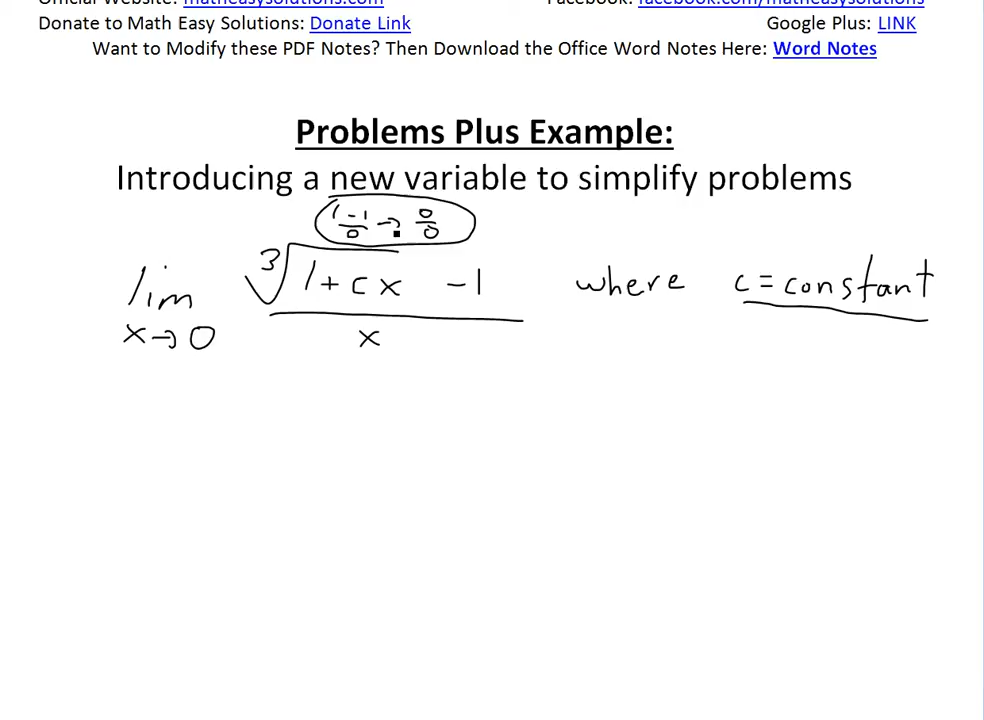 Official Website: matheasysolutions.com Facebook: facebook.com/matheasysolutions
Donate to Math Easy Solutions: Donate Link Google Plus: LINK
Want to Modify these PDF Notes? Then Download the Office Word Notes Here: Word Notes
Problems Plus Example:
Introducing a new variable to simplify problems
(1-1)/0 → 0/0
lim x→0 (∛(1+cx) -1)/x where c = constant